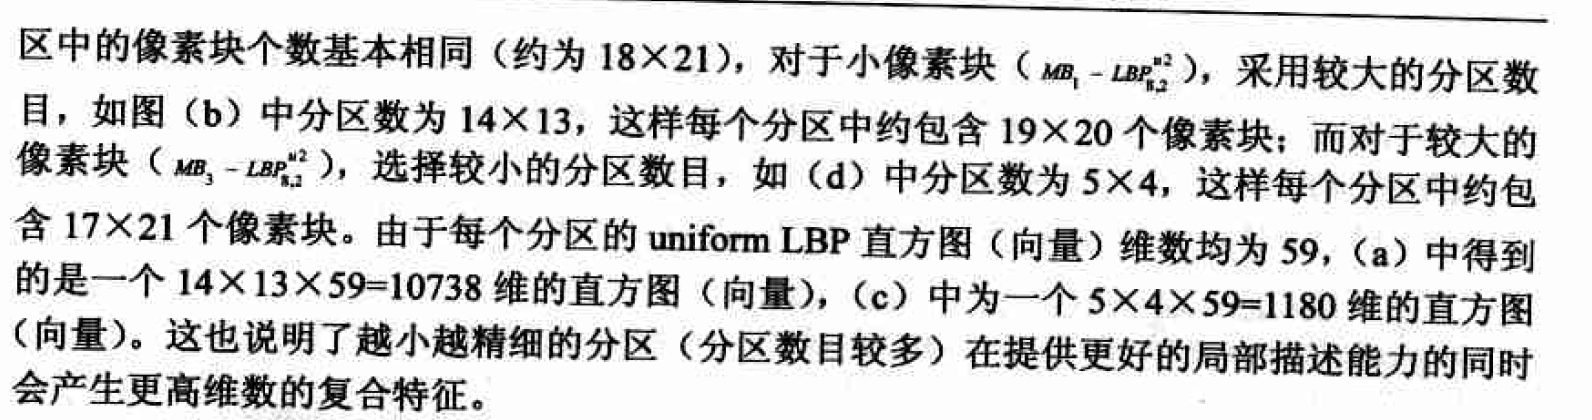 区中的像素块个数基本相同（约为 18×21），对于小像素块（MB₁ − LBP₈,₂ᵘ²），采用较大的分区数
目，如图（b）中分区数为 14×13，这样每个分区中约包含 19×20 个像素块；而对于较大的
像素块（MB₃ − LBP₈,₂ᵘ²），选择较小的分区数目，如（d）中分区数为 5×4，这样每个分区中约包
含 17×21 个像素块。由于每个分区的 uniform LBP 直方图（向量）维数均为 59，（a）中得到
的是一个 14×13×59=10738 维的直方图（向量），（c）中为一个 5×4×59=1180 维的直方图
（向量）。这也说明了越小越精细的分区（分区数目较多）在提供更好的局部描述能力的同时
会产生更高维数的复合特征。